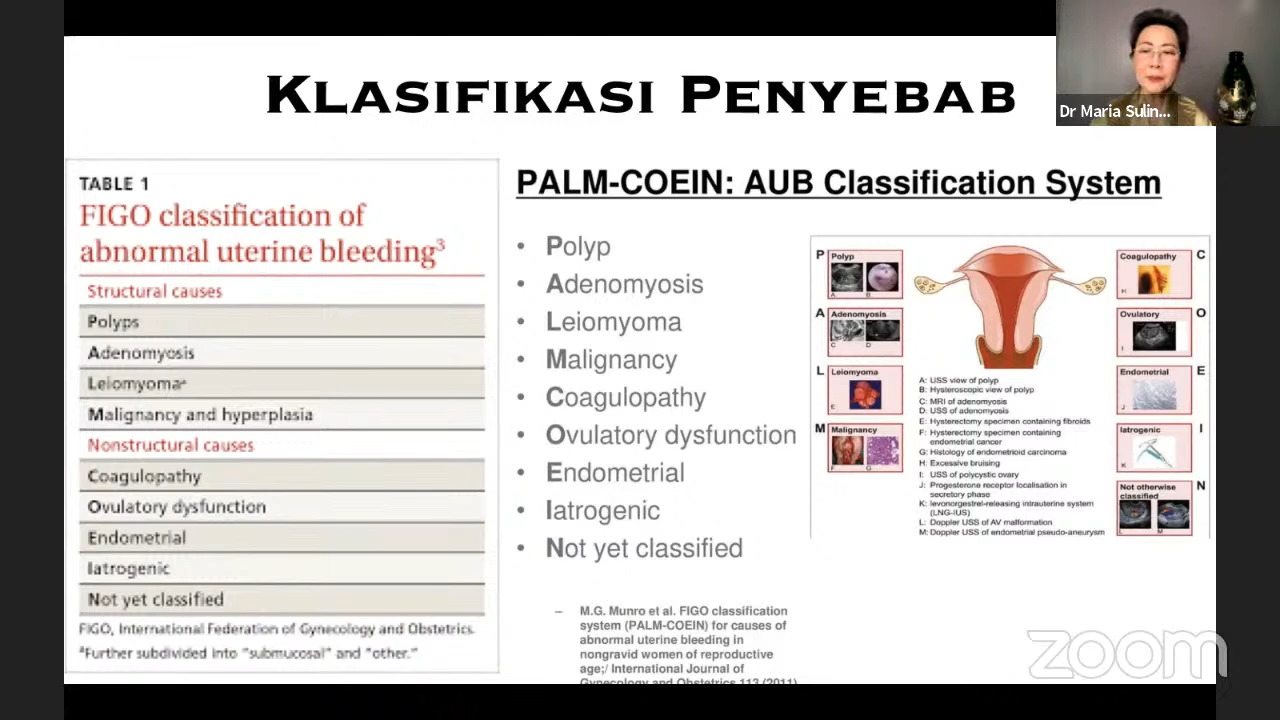 KLASIFIKASI PENYEBAB
Dr Maria Sulin...
TABLE 1
FIGO classification of
abnormal uterine bleeding³
Structural causes
Polyps
Adenomyosis
Leiomyomaᵃ
Malignancy and hyperplasia
Nonstructural causes
Coagulopathy
Ovulatory dysfunction
Endometrial
Iatrogenic
Not yet classified
FIGO, International Federation of Gynecology and Obstetrics.
ᵃFurther subdivided into “submucosal” and “other.”
PALM-COEIN: AUB Classification System
• Polyp
• Adenomyosis
• Leiomyoma
• Malignancy
• Coagulopathy
• Ovulatory dysfunction
• Endometrial
• Iatrogenic
• Not yet classified
– M.G. Munro et al. FIGO classification
system (PALM-COEIN) for causes of
abnormal uterine bleeding in
nongravid women of reproductive
age;/ International Journal of
Gynecology and Obstetrics 113 (2011)
P
Polyp
A
B
A
Adenomyosis
C
D
L
Leiomyoma
E
M
Malignancy
F
G
A: USS view of polyp
B: Hysteroscopic view of polyp
C: MRI of adenomyosis
D: USS of adenomyosis
E: Hysterectomy specimen containing fibroids
F: Hysterectomy specimen containing
endometrial cancer
G: Histology of endometrioid carcinoma
H: Excessive bruising
I: USS of polycystic ovary
J: Progesterone receptor localisation in
secretory phase
K: levonorgestrel-releasing intrauterine system
(LNG-IUS)
L: Doppler USS of AV malformation
M: Doppler USS of endometrial pseudo-aneurysm
Coagulopathy
C
H
Ovulatory
O
I
Endometrial
E
J
Iatrogenic
I
K
Not otherwise
classified
N
L
M
zoom